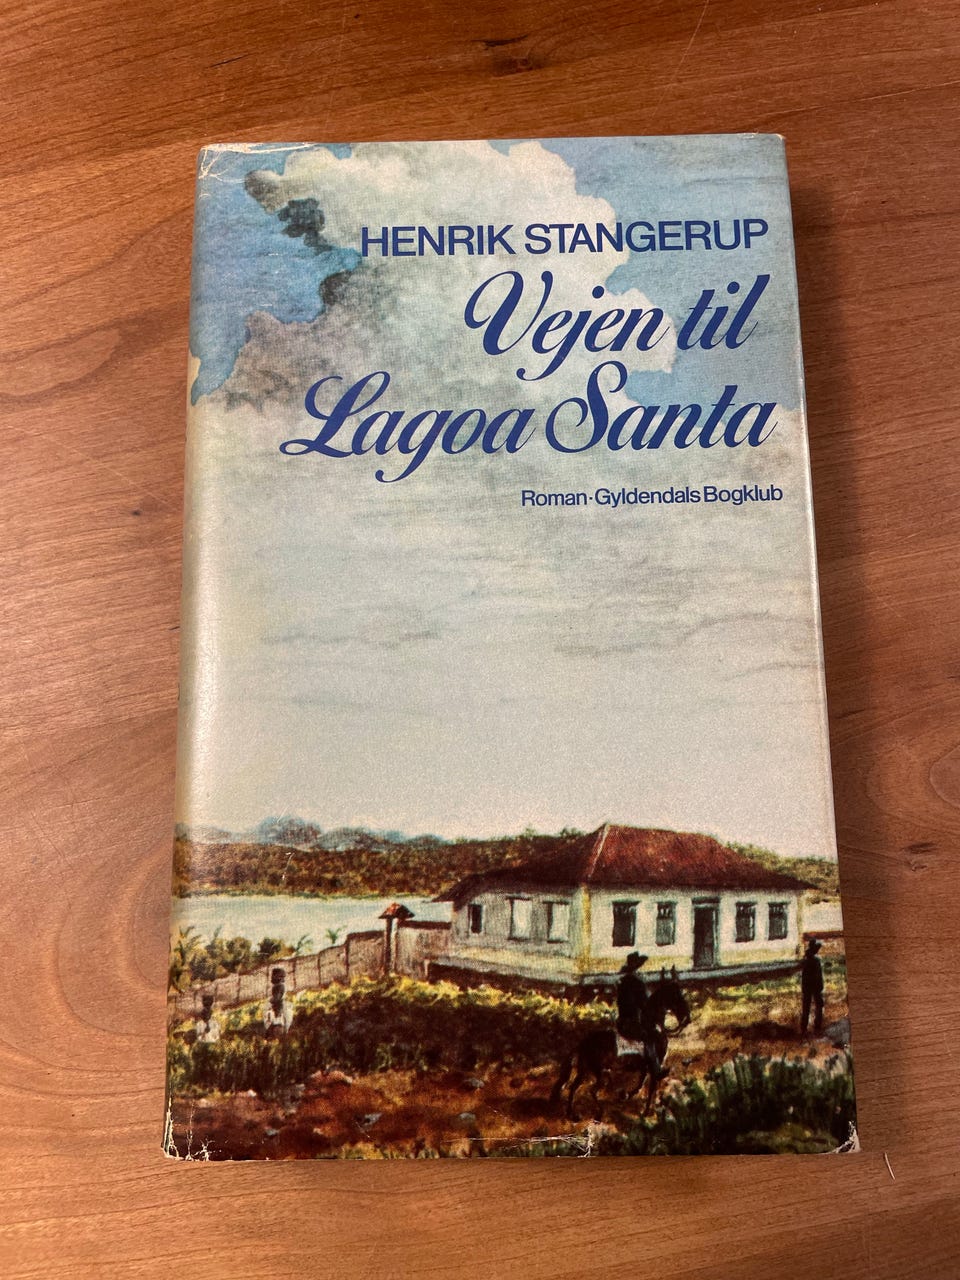 HENRIK STANGERUP
Vejen til
Lagoa Santa
Roman·Gyldendals Bogklub